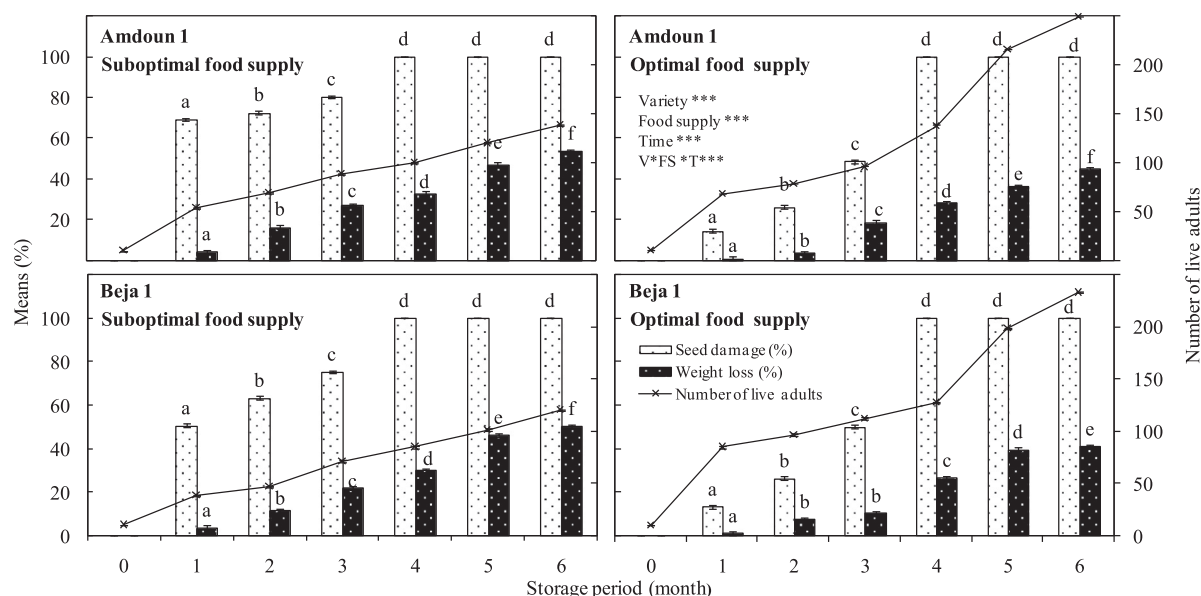 Amdoun 1
Suboptimal food supply
a b c d d d
a b c d e f
100
80
60
40
20
Amdoun 1
Optimal food supply
Variety ***
Food supply ***
Time ***
V*FS *T***
a b c d d d
a b c d e f
200
150
100
50
Means (%)
Number of live adults
Beja 1
Suboptimal food supply
a b c d d d
a b c d e f
100
80
60
40
20
0
Beja 1
Optimal food supply
Seed damage (%)
Weight loss (%)
Number of live adults
a b c d d d
a b b c d e
200
150
100
50
0
0 1 2 3 4 5 6
0 1 2 3 4 5 6
Storage period (month)